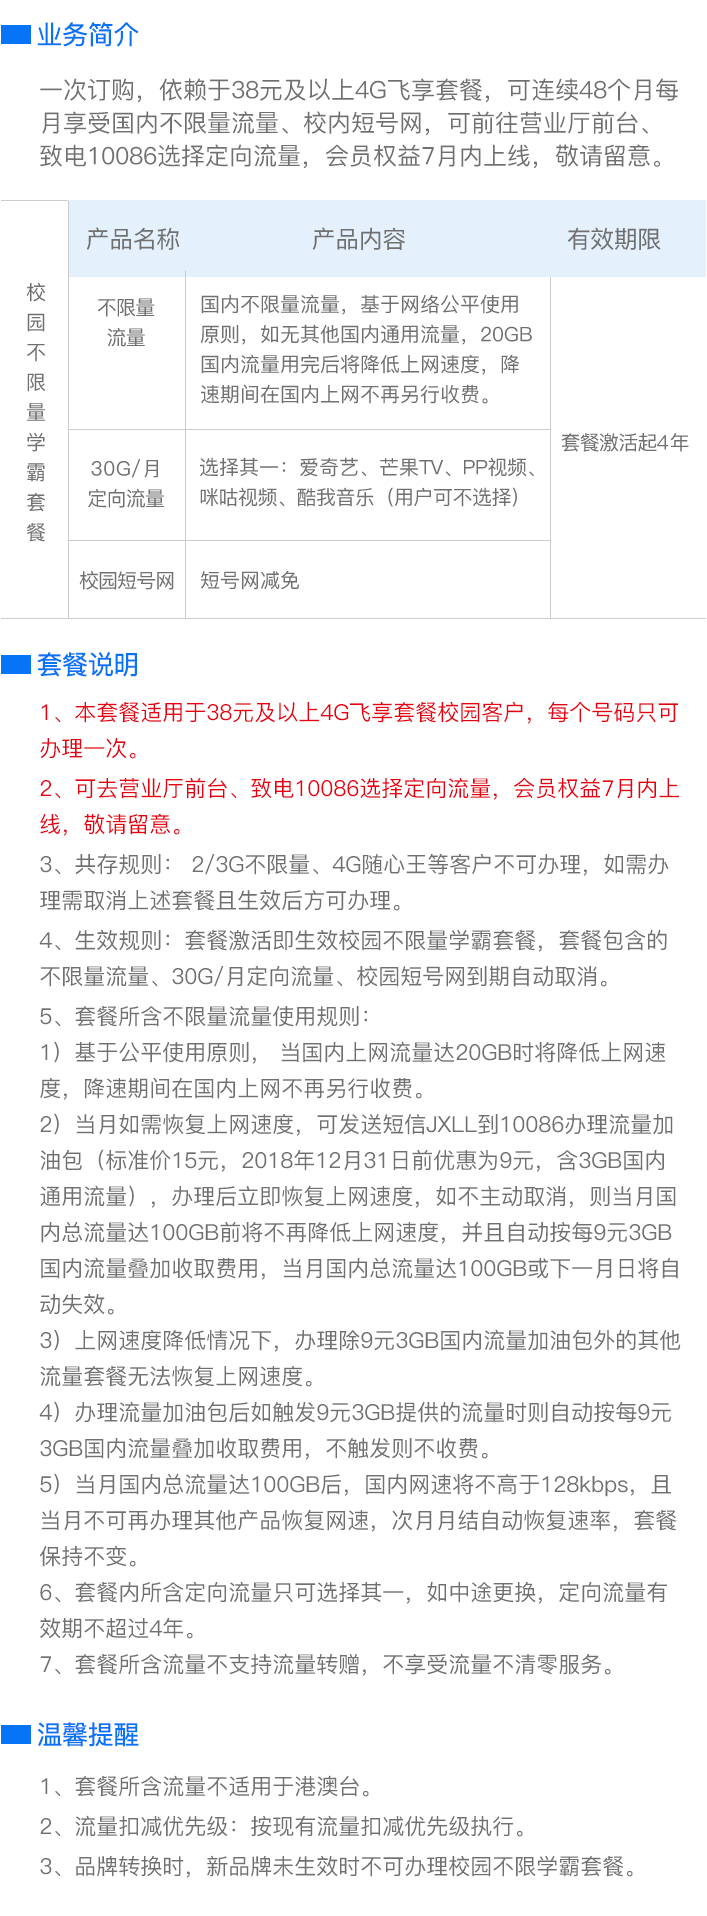 业务简介
一次订购，依赖于38元及以上4G飞享套餐，可连续48个月每
月享受国内不限量流量、校内短号网，可前往营业厅前台、
致电10086选择定向流量，会员权益7月内上线，敬请留意。
产品名称 产品内容 有效期限
校园不限量学霸套餐
不限量
流量
国内不限量流量，基于网络公平使用
原则，如无其他国内通用流量，20GB
国内流量用完后将降低上网速度，降
速期间在国内上网不再另行收费。
套餐激活起4年
30G/月
定向流量
选择其一：爱奇艺、芒果TV、PP视频、
咪咕视频、酷我音乐（用户可不选择）
校园短号网 短号网减免
套餐说明
1、本套餐适用于38元及以上4G飞享套餐校园客户，每个号码只可
办理一次。
2、可去营业厅前台、致电10086选择定向流量，会员权益7月内上
线，敬请留意。
3、共存规则： 2/3G不限量、4G随心王等客户不可办理，如需办
理需取消上述套餐且生效后方可办理。
4、生效规则：套餐激活即生效校园不限量学霸套餐，套餐包含的
不限量流量、30G/月定向流量、校园短号网到期自动取消。
5、套餐所含不限量流量使用规则：
1）基于公平使用原则， 当国内上网流量达20GB时将降低上网速
度，降速期间在国内上网不再另行收费。
2）当月如需恢复上网速度，可发送短信JXLL到10086办理流量加
油包（标准价15元，2018年12月31日前优惠为9元，含3GB国内
通用流量），办理后立即恢复上网速度，如不主动取消，则当月国
内总流量达100GB前将不再降低上网速度，并且自动按每9元3GB
国内流量叠加收取费用，当月国内总流量达100GB或下一月日将自
动失效。
3）上网速度降低情况下，办理除9元3GB国内流量加油包外的其他
流量套餐无法恢复上网速度。
4）办理流量加油包后如触发9元3GB提供的流量时则自动按每9元
3GB国内流量叠加收取费用，不触发则不收费。
5）当月国内总流量达100GB后，国内网速将不高于128kbps，且
当月不可再办理其他产品恢复网速，次月月结自动恢复速率，套餐
保持不变。
6、套餐内所含定向流量只可选择其一，如中途更换，定向流量有
效期不超过4年。
7、套餐所含流量不支持流量转赠，不享受流量不清零服务。
温馨提醒
1、套餐所含流量不适用于港澳台。
2、流量扣减优先级：按现有流量扣减优先级执行。
3、品牌转换时，新品牌未生效时不可办理校园不限学霸套餐。